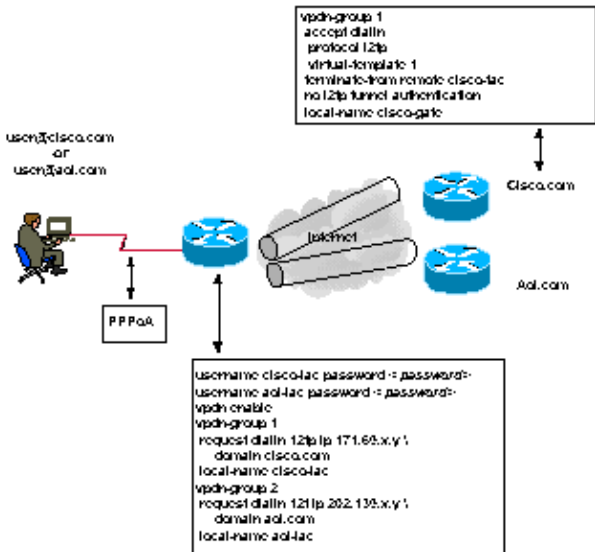 vpdn-group 1
accept dialin
protocol l2tp
virtual-template 1
terminate-from remote cisco-lac
no l2tp tunnel authentication
local-name cisco-gate
user@cisco.com
or
user@aol.com
Internet
Cisco.com
Aol.com
PPPoA
username cisco-lac password < password>
username aol-lac password < password>
vpdn enable
vpdn-group 1
request dialin l2tp ip 171.68.x.y \
domain cisco.com
local-name cisco-lac
vpdn-group 2
request dialin ip
domain aol.com
local-name aol-lac